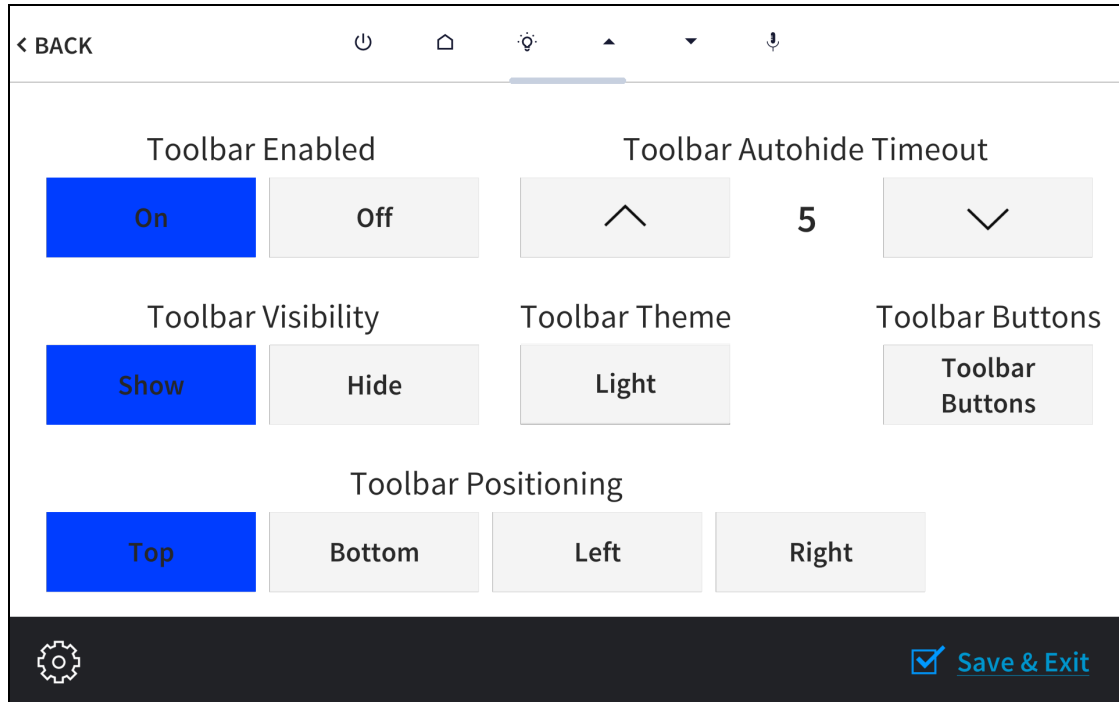 < BACK
Toolbar Enabled
Toolbar Autohide Timeout
On
Off
5
Toolbar Visibility
Toolbar Theme
Toolbar Buttons
Show
Hide
Light
Toolbar
Buttons
Toolbar Positioning
Top
Bottom
Left
Right
Save & Exit